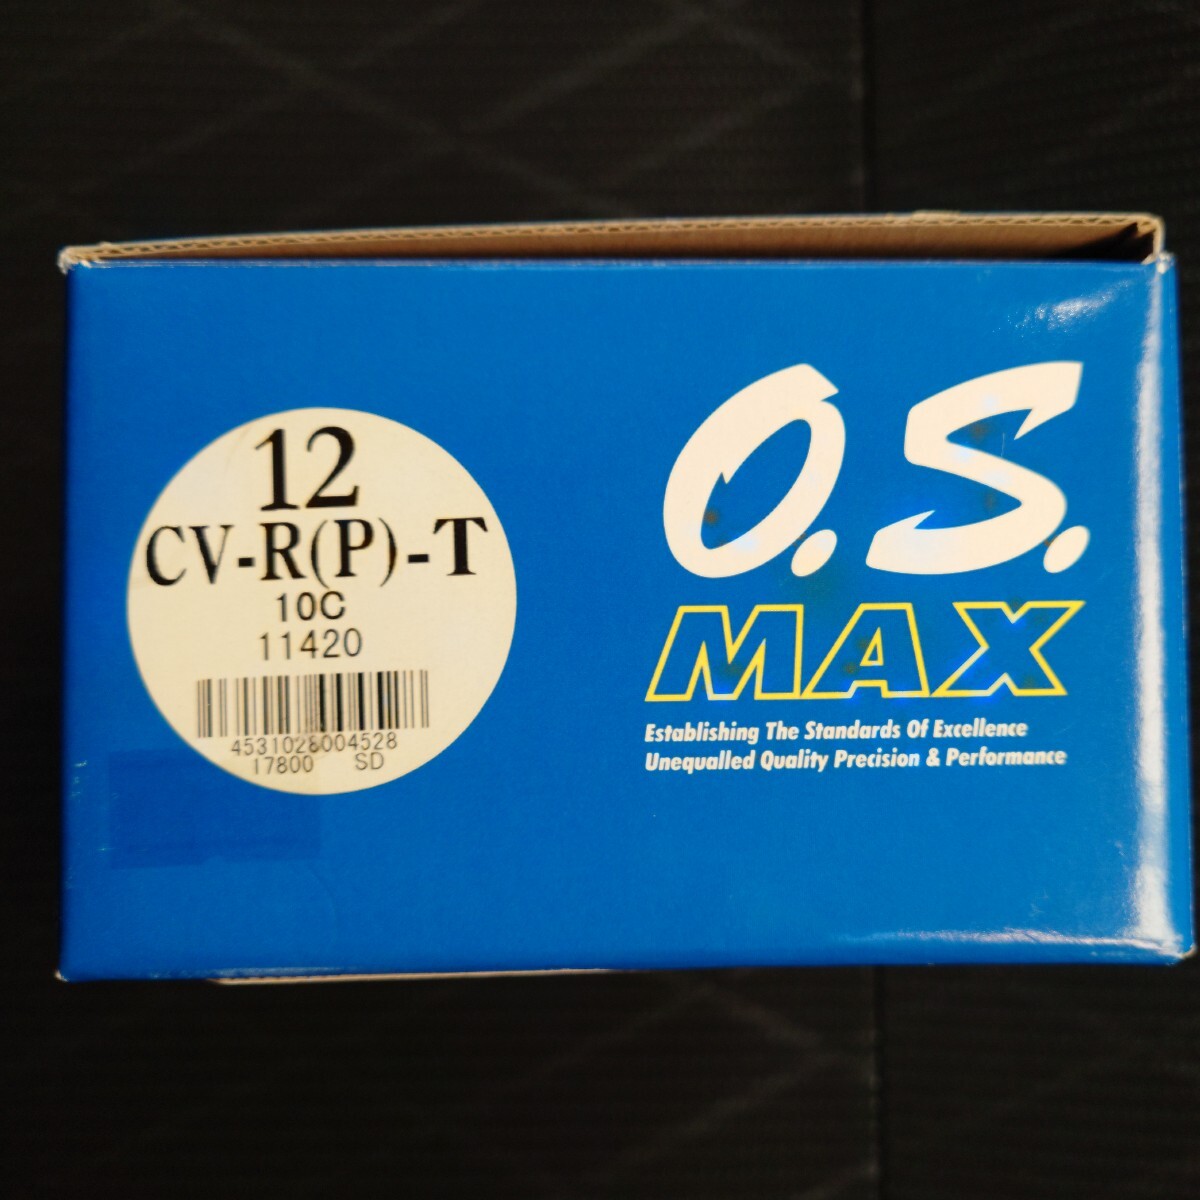 12
CV-R(P)-T
10C
11420
4531028004528
17800 SD
O.S.
MAX
Establishing The Standards Of Excellence
Unequalled Quality Precision & Performance